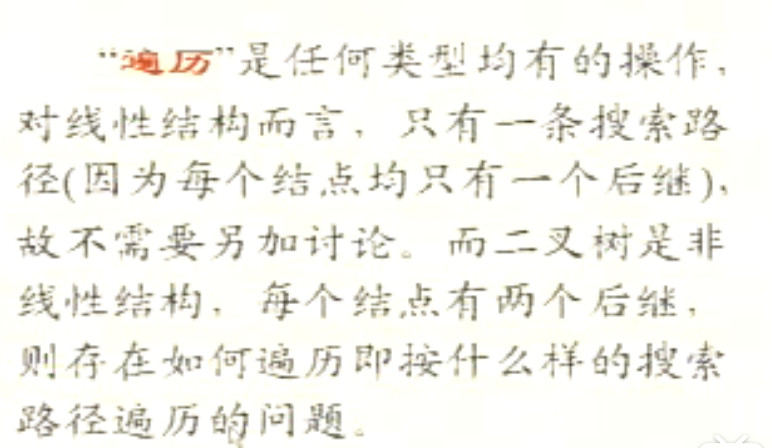 “遍历”是任何类型均有的操作，
对线性结构而言，只有一条搜索路
径(因为每个结点均只有一个后继)，
故不需要另加讨论。而二叉树是非
线性结构，每个结点有两个后继，
则存在如何遍历即按什么样的搜索
路径遍历的问题。